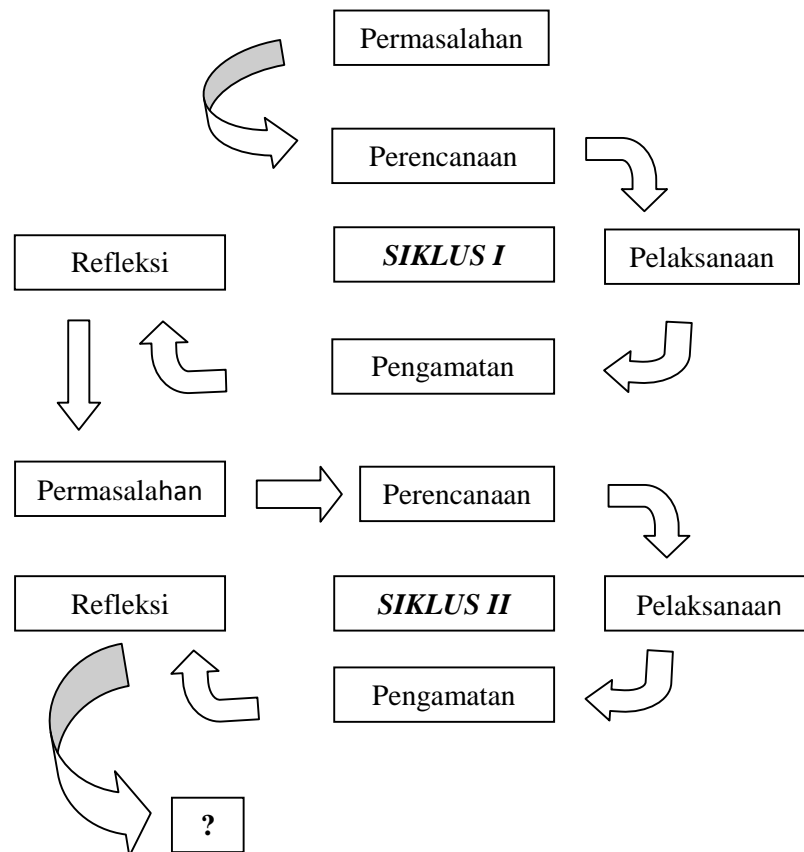 Permasalahan
Perencanaan
Refleksi
SIKLUS I
Pelaksanaan
Pengamatan
Permasalahan
Perencanaan
Refleksi
SIKLUS II
Pelaksanaan
Pengamatan
?